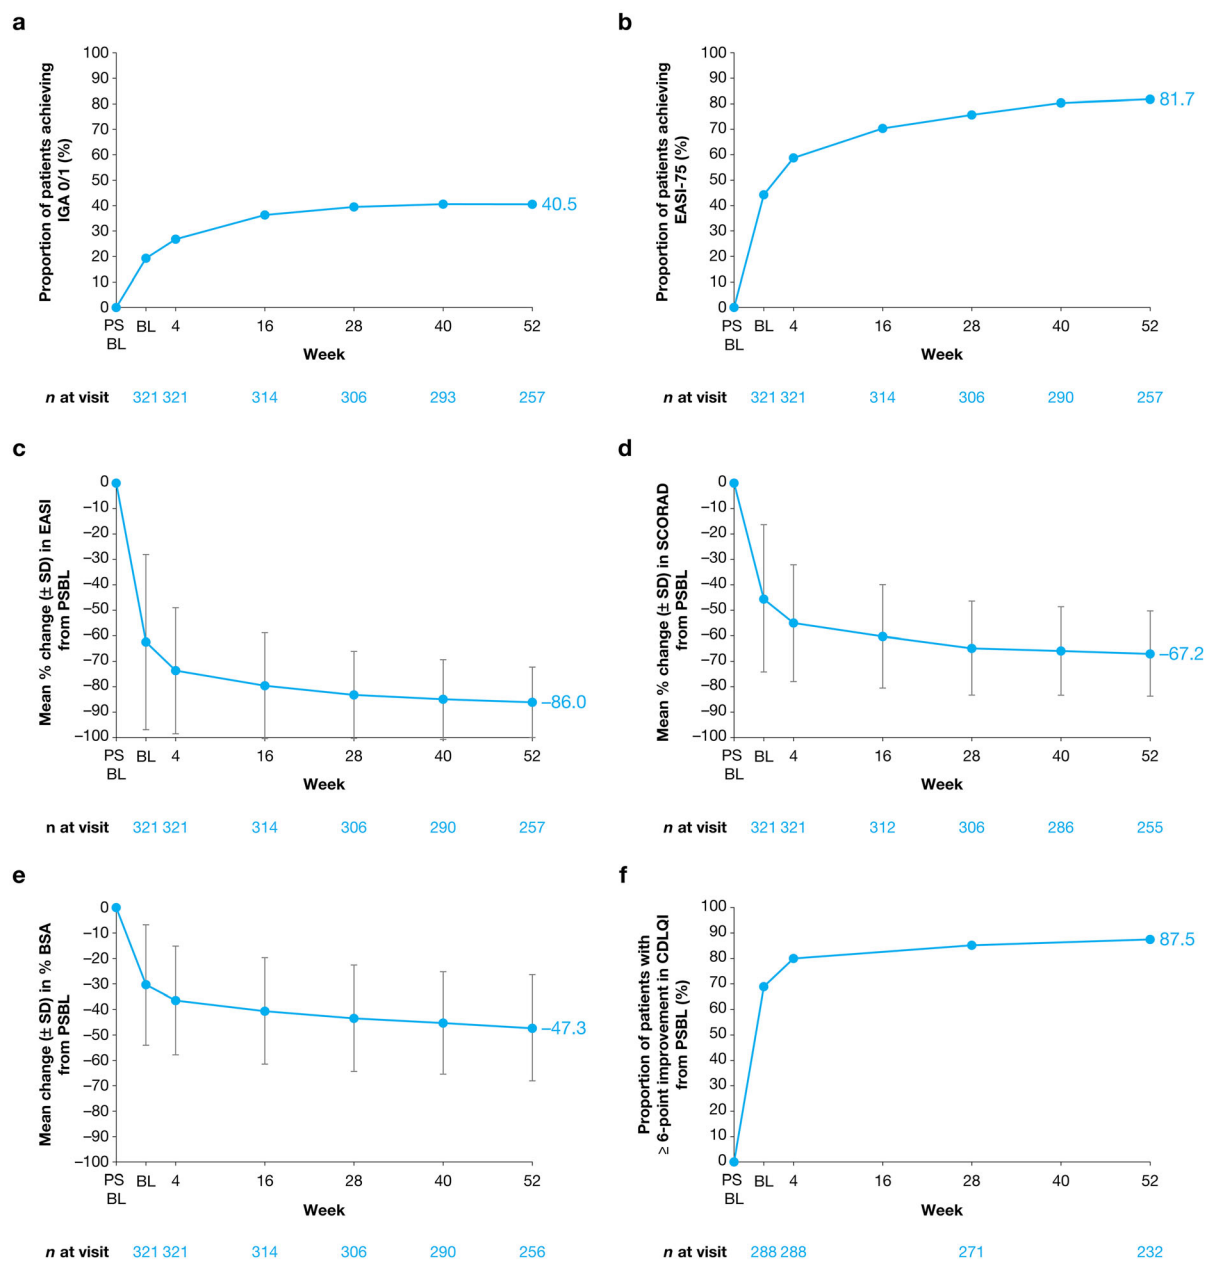 a
Proportion of patients achieving
IGA 0/1 (%)
100
90
80
70
60
50
40
30
20
10
0
40.5
PS
BL
BL
4
16
28
40
52
Week
n at visit
321
321
314
306
293
257
b
Proportion of patients achieving
EASI-75 (%)
100
90
80
70
60
50
40
30
20
10
0
81.7
PS
BL
BL
4
16
28
40
52
Week
n at visit
321
321
314
306
290
257
c
Mean % change (± SD) in EASI
from PSBL
0
−10
−20
−30
−40
−50
−60
−70
−80
−90
−100
−86.0
PS
BL
BL
4
16
28
40
52
Week
n at visit
321
321
314
306
290
257
d
Mean % change (± SD) in SCORAD
from PSBL
0
−10
−20
−30
−40
−50
−60
−70
−80
−90
−100
−67.2
PS
BL
BL
4
16
28
40
52
Week
n at visit
321
321
312
306
286
255
e
Mean change (± SD) in % BSA
from PSBL
0
−10
−20
−30
−40
−50
−60
−70
−80
−90
−100
−47.3
PS
BL
BL
4
16
28
40
52
Week
n at visit
321
321
314
306
290
256
f
Proportion of patients with
≥ 6-point improvement in CDLQI
from PSBL (%)
100
90
80
70
60
50
40
30
20
10
0
87.5
PS
BL
BL
4
16
28
40
52
Week
n at visit
288
288
271
232